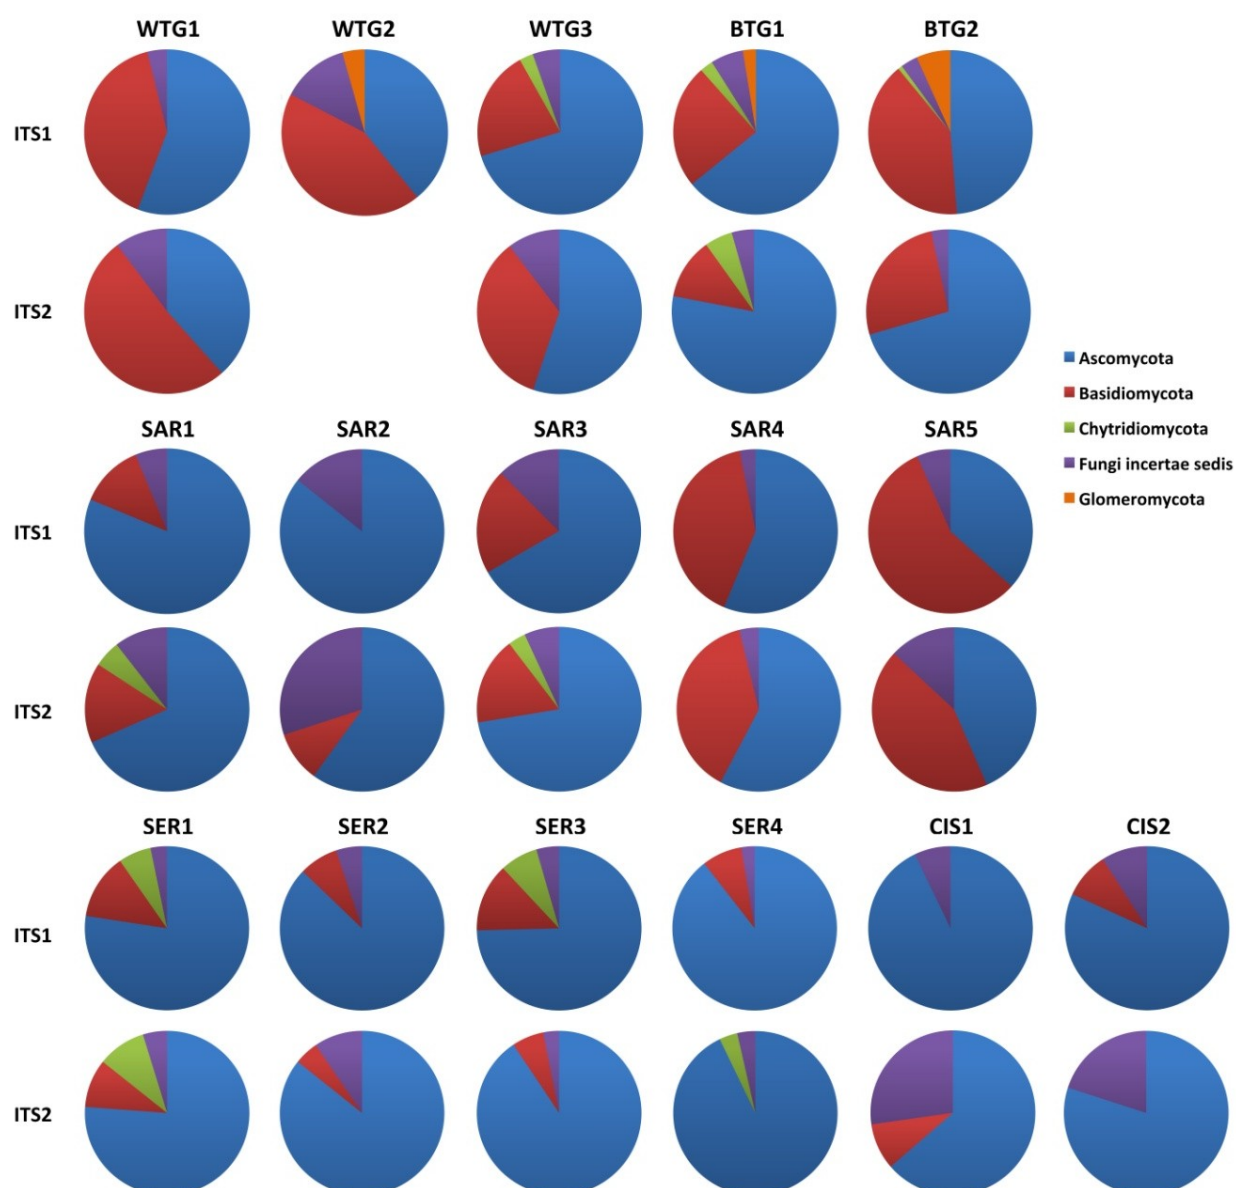 WTG1 WTG2 WTG3 BTG1 BTG2
ITS1
ITS2
Ascomycota
Basidiomycota
Chytridiomycota
Fungi incertae sedis
Glomeromycota
SAR1 SAR2 SAR3 SAR4 SAR5
ITS1
ITS2
SER1 SER2 SER3 SER4 CIS1 CIS2
ITS1
ITS2